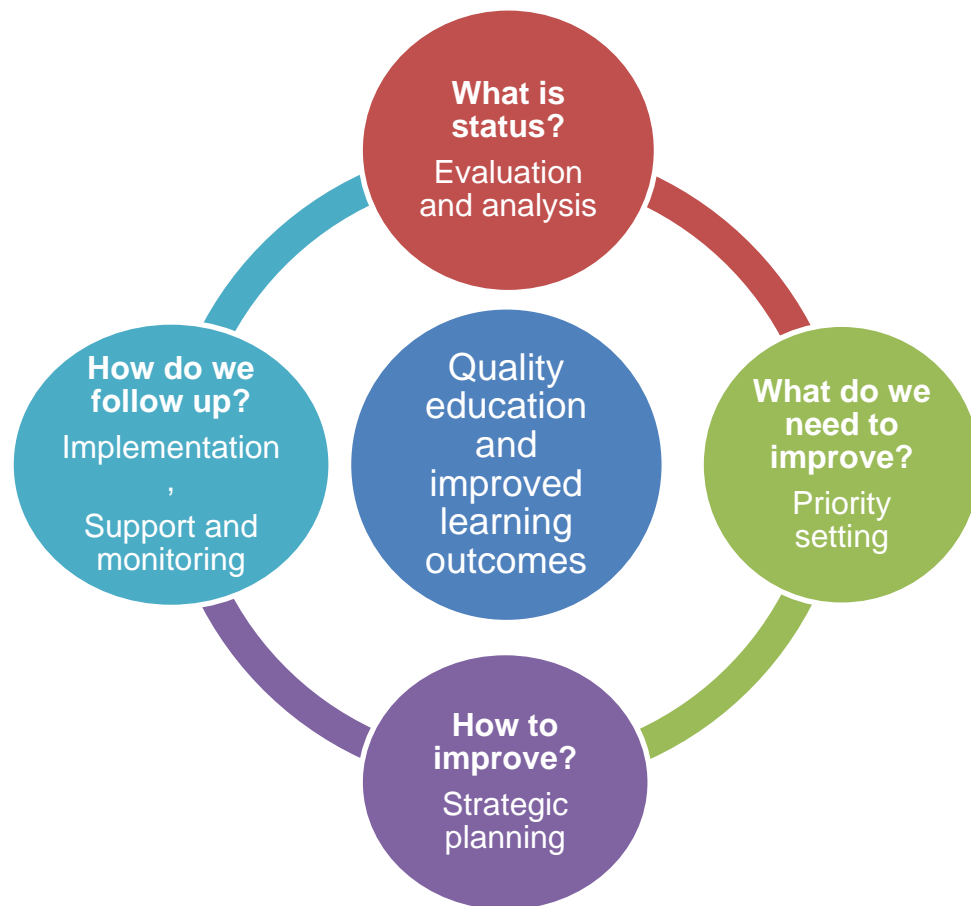 What is
status?
Evaluation
and analysis
How do we
follow up?
Implementation
,
Support and
monitoring
Quality
education
and
improved
learning
outcomes
What do we
need to
improve?
Priority
setting
How to
improve?
Strategic
planning